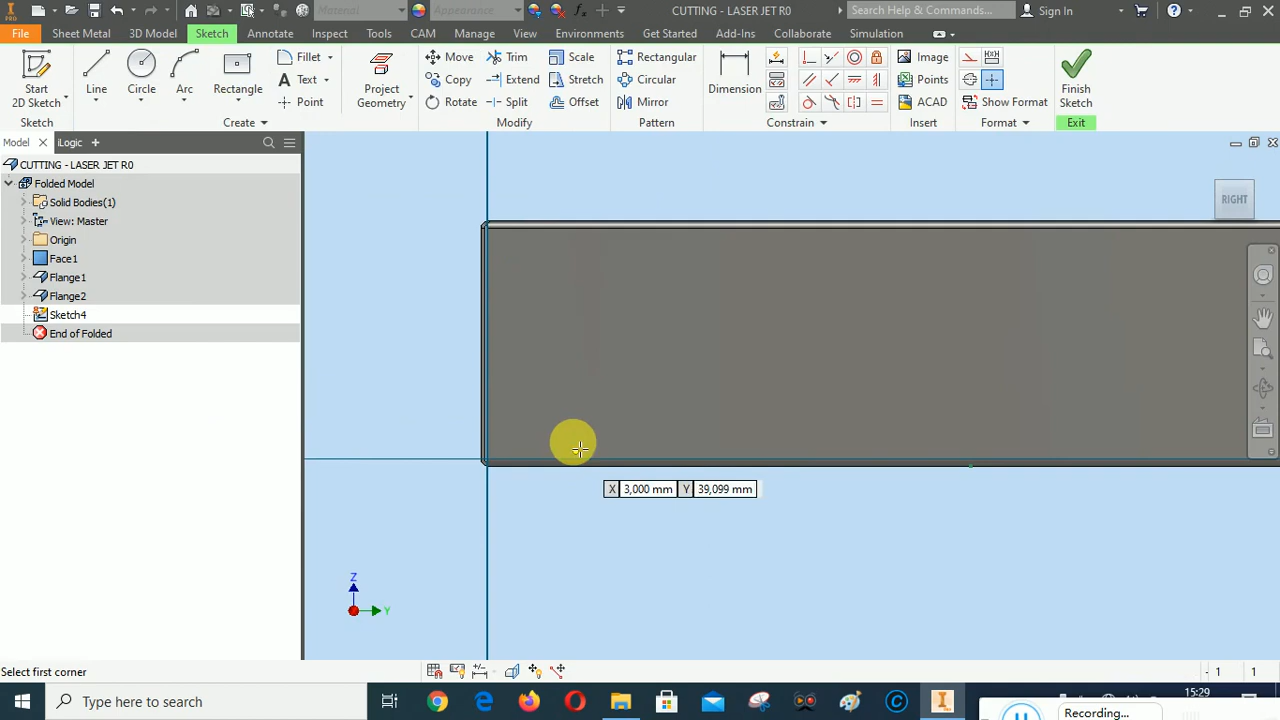 Material
Appearance
CUTTING - LASER JET R0
Search Help & Commands...
Sign In
PRO
File
Sheet Metal
3D Model
Sketch
Annotate
Inspect
Tools
CAM
Manage
View
Environments
Get Started
Add-Ins
Collaborate
Simulation
Start
2D Sketch
Line
Circle
Arc
Rectangle
Fillet
Text
Point
Project
Geometry
Move
Copy
Rotate
Trim
Extend
Split
Scale
Stretch
Offset
Rectangular
Circular
Mirror
Dimension
Image
Points
ACAD
Show Format
Finish
Sketch
Sketch
Create
Modify
Pattern
Constrain
Insert
Format
Exit
Model
iLogic
CUTTING - LASER JET R0
Folded Model
Solid Bodies(1)
View: Master
Origin
Face1
Flange1
Flange2
Sketch4
End of Folded
RIGHT
X 3,000 mm Y 39,099 mm
Z
Y
Select first corner
1 1
Type here to search
15:29
Recording...